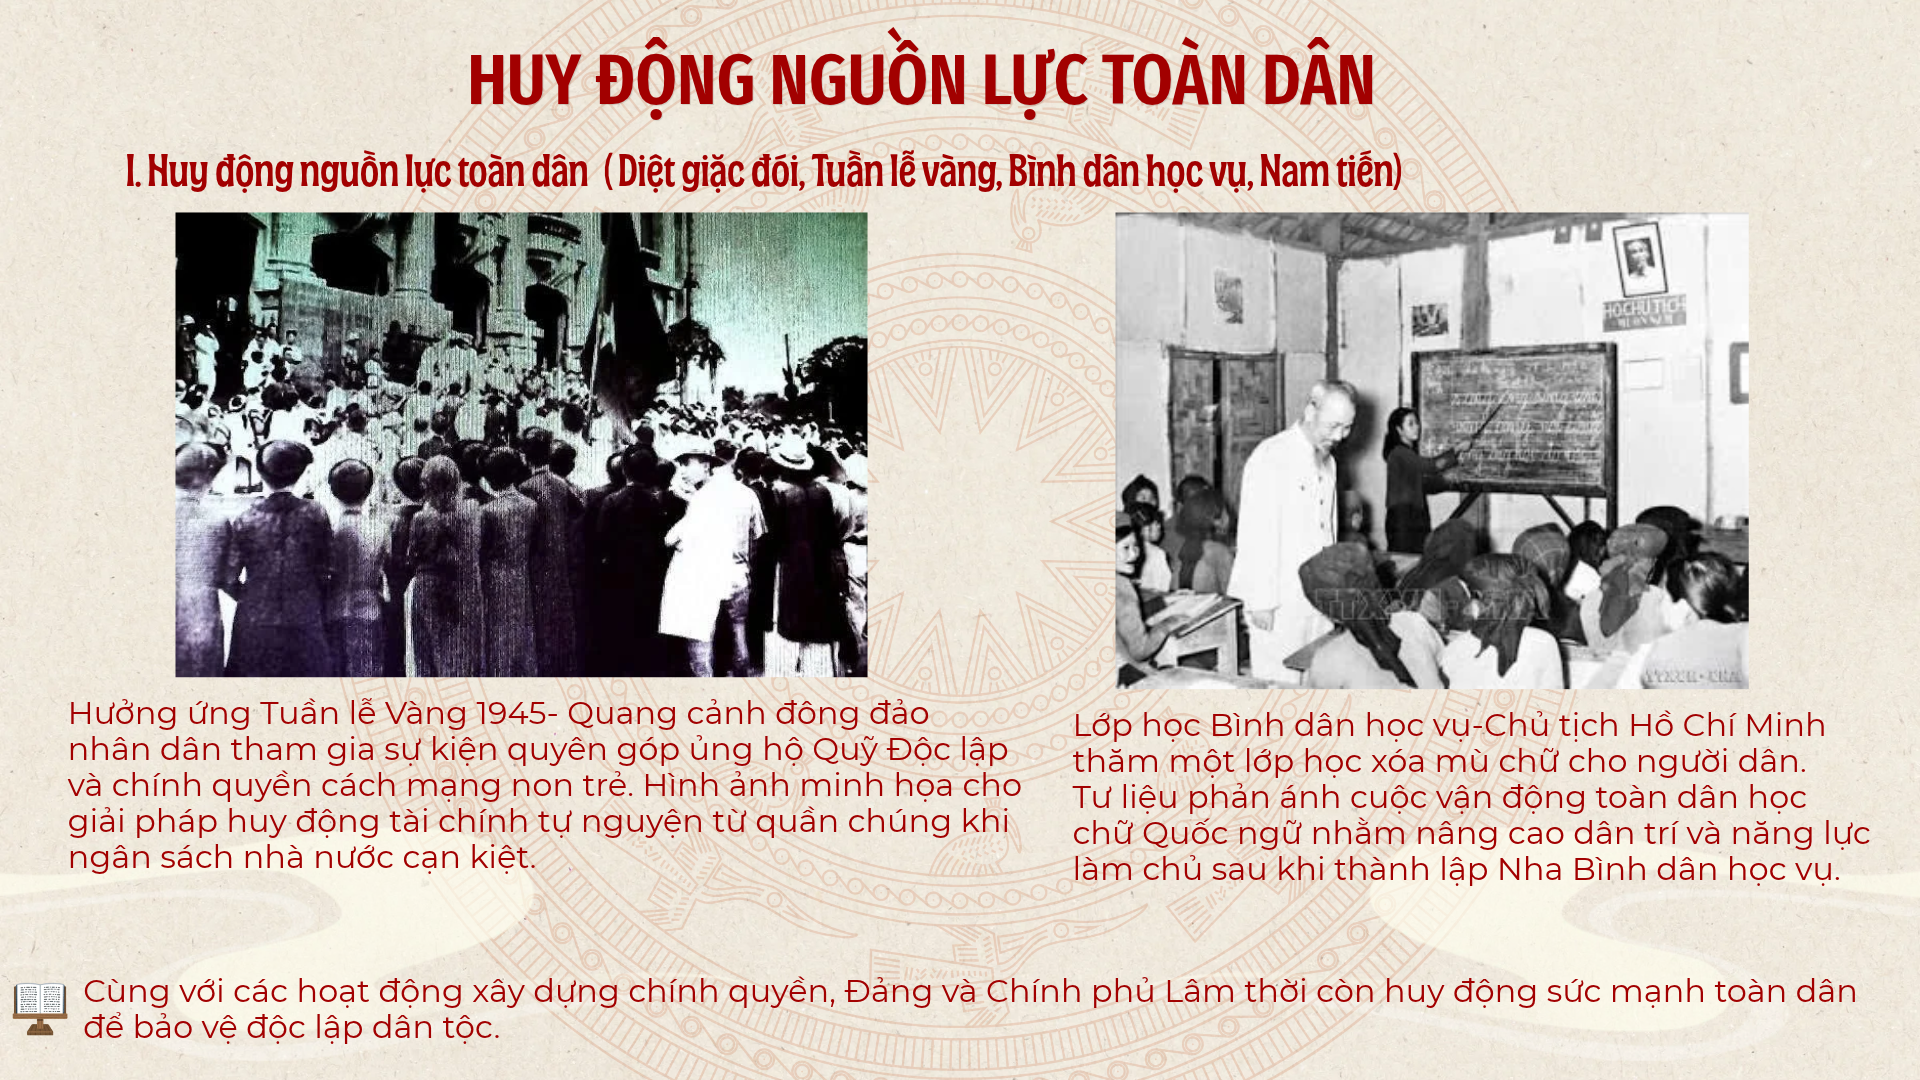 HUY ĐỘNG NGUỒN LỰC TOÀN DÂN
I. Huy động nguồn lực toàn dân ( Diệt giặc đói, Tuần lễ vàng, Bình dân học vụ, Nam tiến)
HỒ CHỦ TỊCH
Hưởng ứng Tuần lễ Vàng 1945- Quang cảnh đông đảo
nhân dân tham gia sự kiện quyên góp ủng hộ Quỹ Độc lập
và chính quyền cách mạng non trẻ. Hình ảnh minh họa cho
giải pháp huy động tài chính tự nguyện từ quần chúng khi
ngân sách nhà nước cạn kiệt.
Lớp học Bình dân học vụ-Chủ tịch Hồ Chí Minh
thăm một lớp học xóa mù chữ cho người dân.
Tư liệu phản ánh cuộc vận động toàn dân học
chữ Quốc ngữ nhằm nâng cao dân trí và năng lực
làm chủ sau khi thành lập Nha Bình dân học vụ.
Cùng với các hoạt động xây dựng chính quyền, Đảng và Chính phủ Lâm thời còn huy động sức mạnh toàn dân
để bảo vệ độc lập dân tộc.